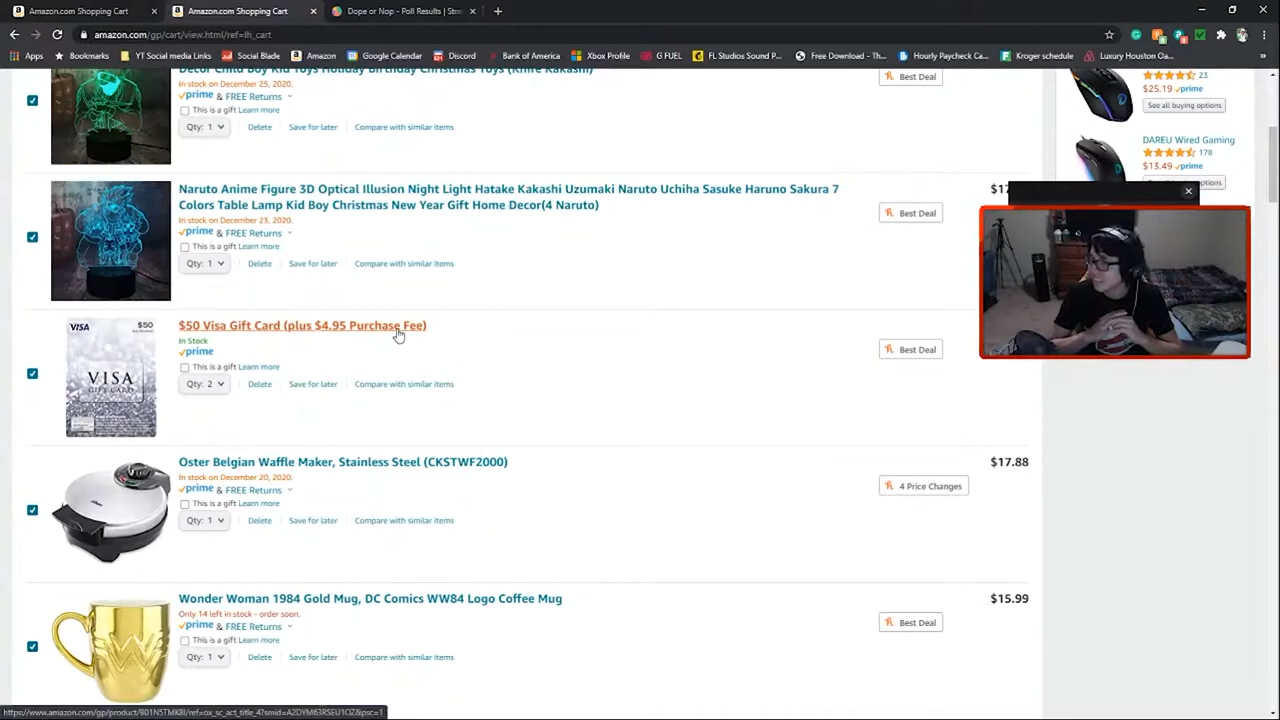 Amazon.com Shopping Cart
Amazon.com Shopping Cart
Dope or Nop - Poll Results | Stra
amazon.com/gp/cart/view.html/ref=lh_cart
Apps
Bookmarks
YT Social media Links
Social Blade
Amazon
Google Calendar
Discord
Bank of America
Xbox Profile
G FUEL
FL Studios Sound P...
Free Download - Th...
Hourly Paycheck Ca...
Kroger schedule
Luxury Houston Oa...
Decor Child Boy Kid Toys Holiday Birthday Christmas Toys (Knife Kakashi)
In stock on December 25, 2020.
prime & FREE Returns
This is a gift Learn more
Qty: 1 Delete Save for later Compare with similar items
Best Deal
23
$25.19 prime
See all buying options
DAREU Wired Gaming
178
$13.49 prime
options
Naruto Anime Figure 3D Optical Illusion Night Light Hatake Kakashi Uzumaki Naruto Uchiha Sasuke Haruno Sakura 7
Colors Table Lamp Kid Boy Christmas New Year Gift Home Decor(4 Naruto)
In stock on December 23, 2020.
prime & FREE Returns
This is a gift Learn more
Qty: 1 Delete Save for later Compare with similar items
Best Deal
VISA $50
VISA
GIFT CARD
$50 Visa Gift Card (plus $4.95 Purchase Fee)
In Stock
prime
This is a gift Learn more
Qty: 2 Delete Save for later Compare with similar items
Best Deal
Oster Belgian Waffle Maker, Stainless Steel (CKSTWF2000)
$17.88
In stock on December 20, 2020.
prime & FREE Returns
This is a gift Learn more
Qty: 1 Delete Save for later Compare with similar items
4 Price Changes
Wonder Woman 1984 Gold Mug, DC Comics WW84 Logo Coffee Mug
$15.99
Only 14 left in stock - order soon.
prime & FREE Returns
This is a gift Learn more
Qty: 1 Delete Save for later Compare with similar items
Best Deal